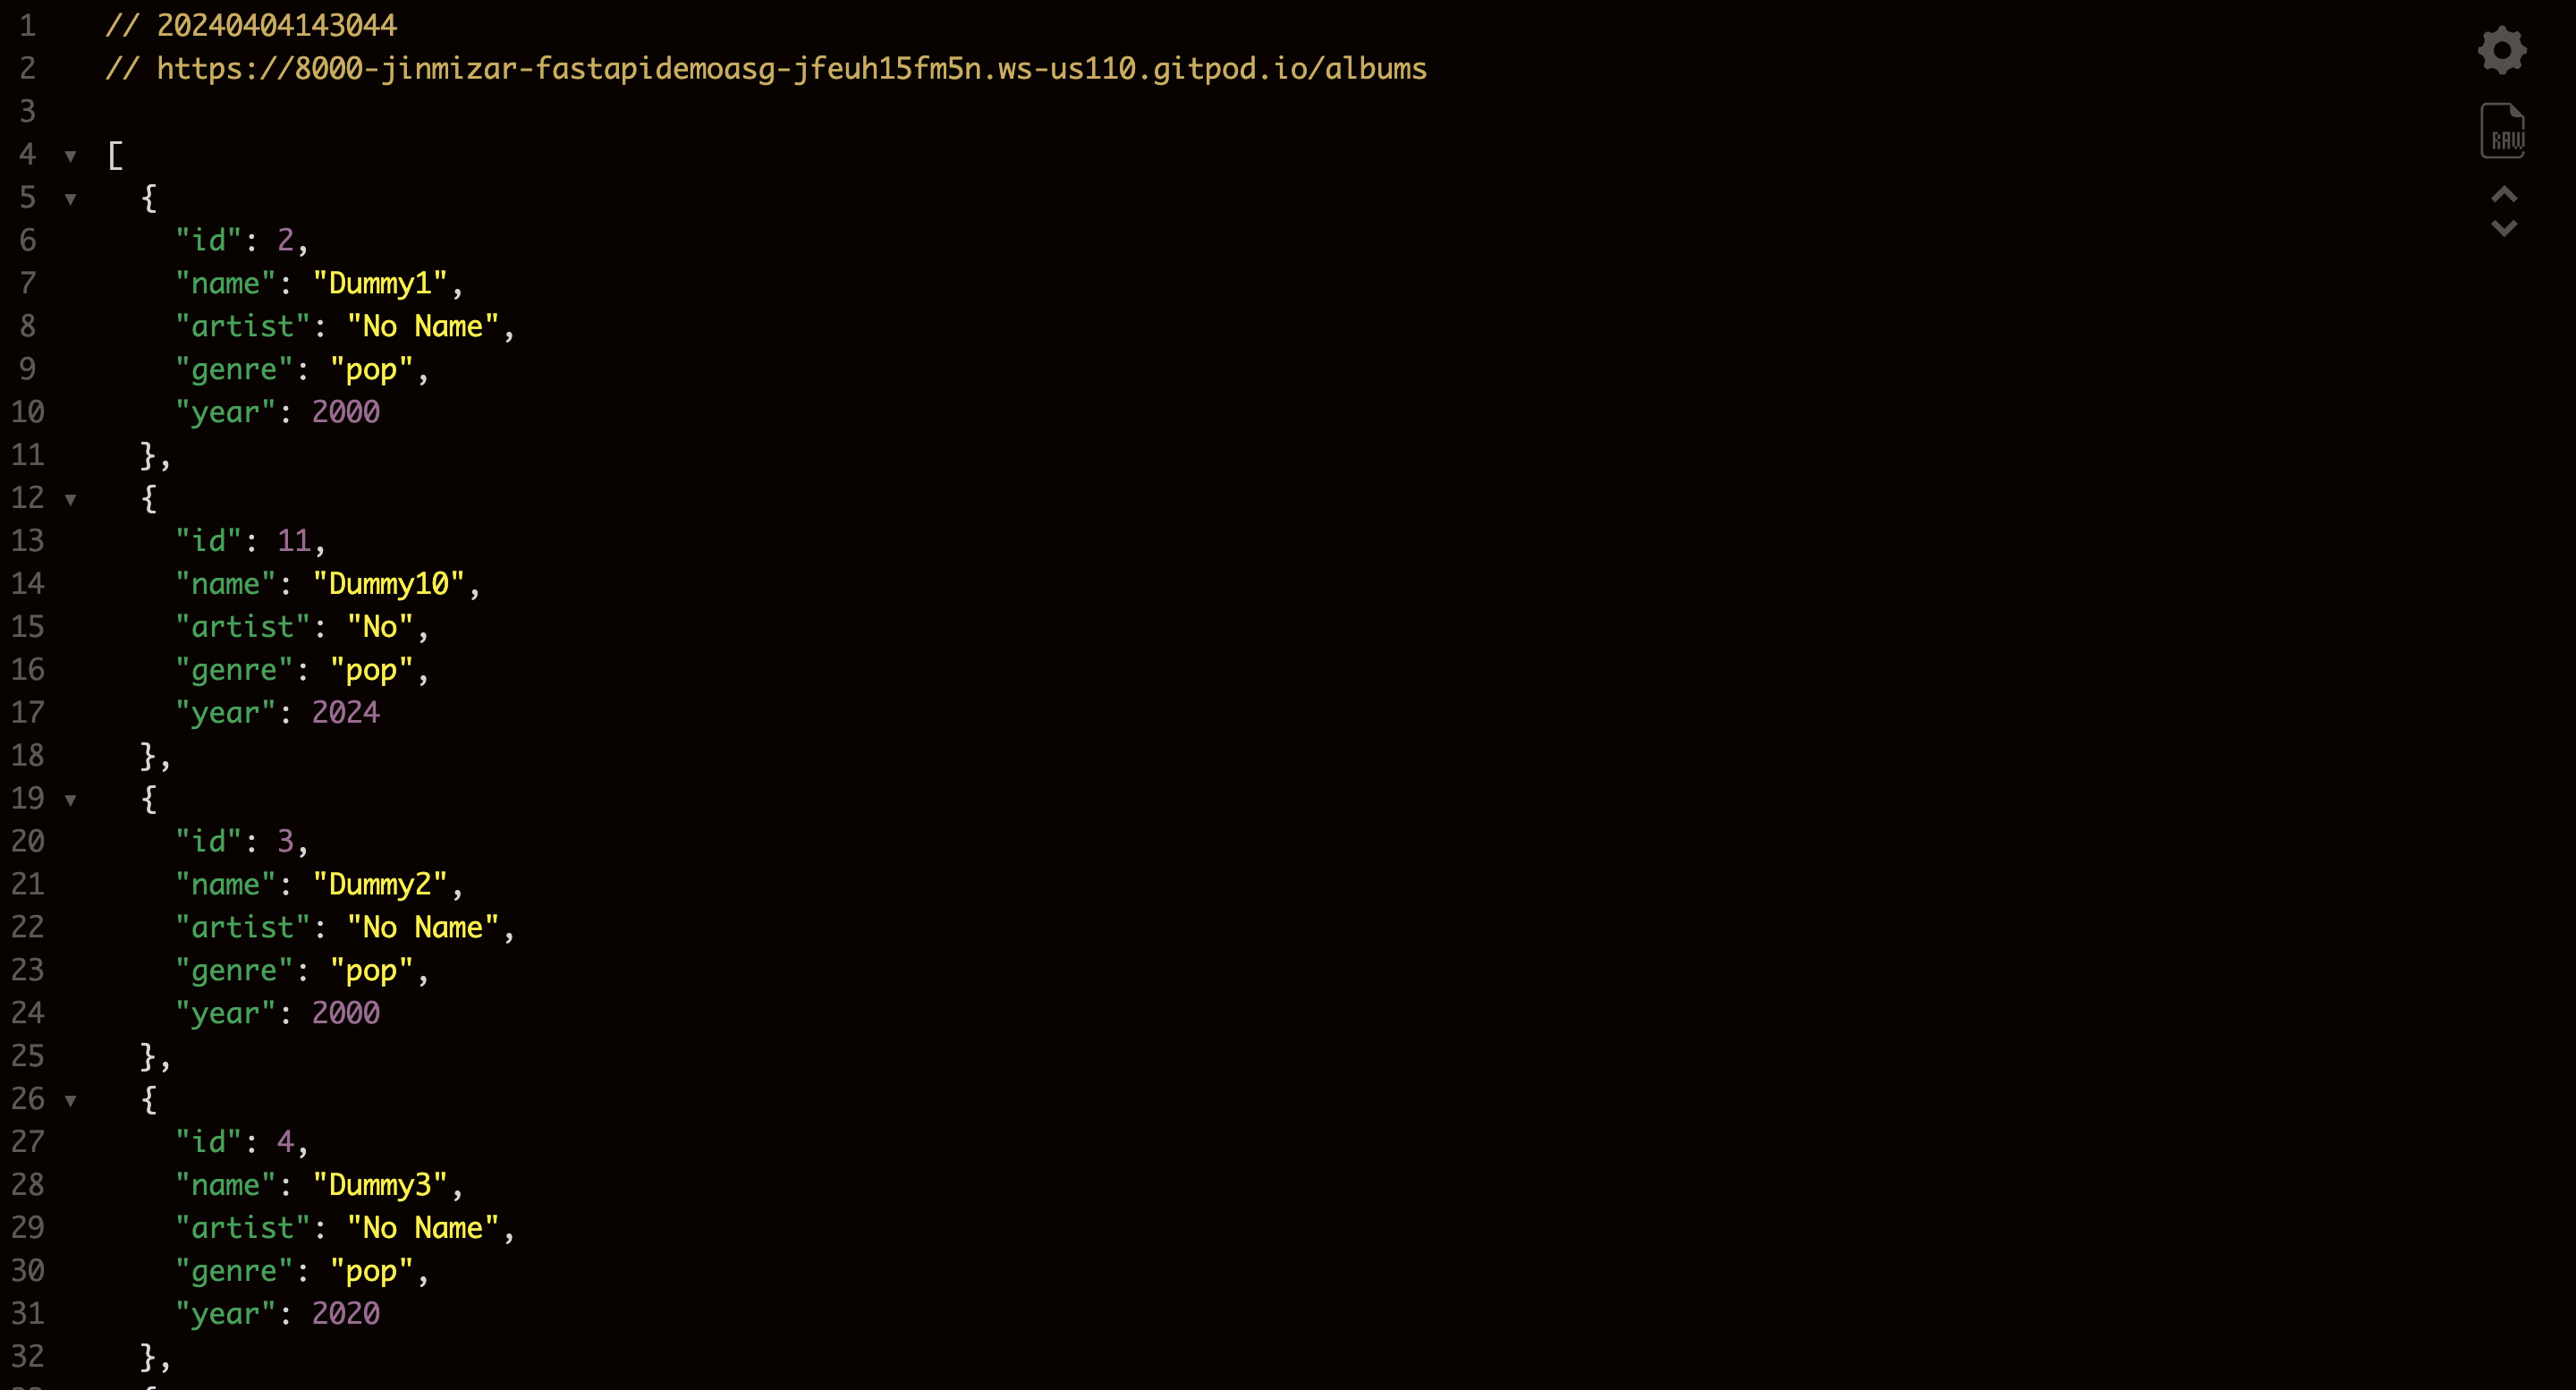 1 // 20240404143044
2 // https://8000-jinmizar-fastapidemoasg-jfeuh15fm5n.ws-us110.gitpod.io/albums
3
4 [
5 {
6 "id": 2,
7 "name": "Dummy1",
8 "artist": "No Name",
9 "genre": "pop",
10 "year": 2000
11 },
12 {
13 "id": 11,
14 "name": "Dummy10",
15 "artist": "No",
16 "genre": "pop",
17 "year": 2024
18 },
19 {
20 "id": 3,
21 "name": "Dummy2",
22 "artist": "No Name",
23 "genre": "pop",
24 "year": 2000
25 },
26 {
27 "id": 4,
28 "name": "Dummy3",
29 "artist": "No Name",
30 "genre": "pop",
31 "year": 2020
32 },
RAW